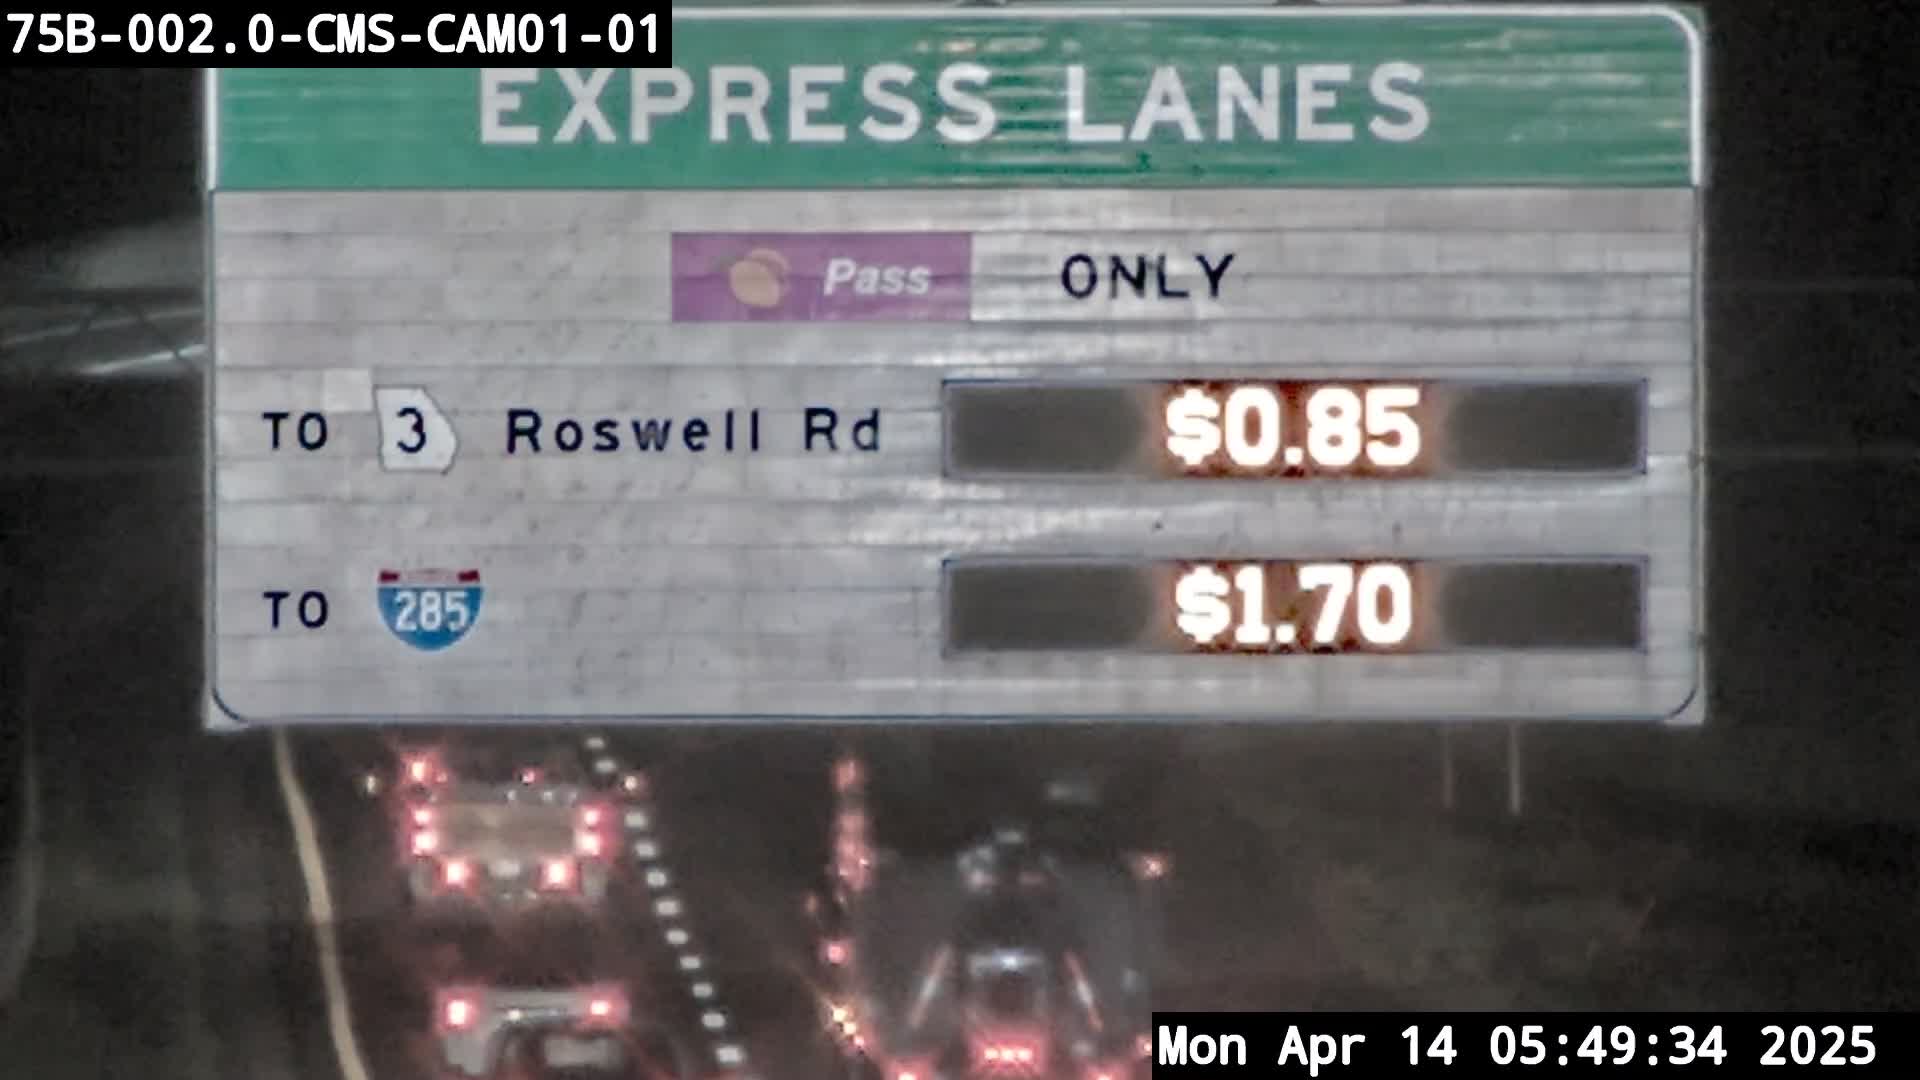 75B-002.0-CMS-CAM01-01
EXPRESS LANES
Pass ONLY
TO 3 Roswell Rd $0.85
TO 285 $1.70
Mon Apr 14 05:49:34 2025